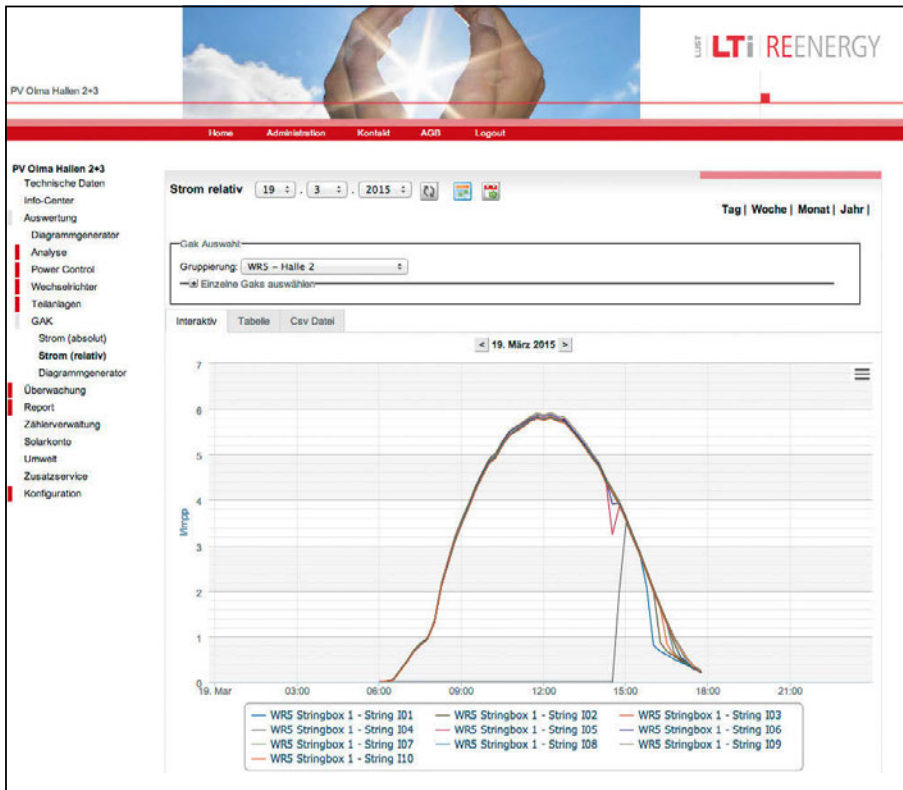 LUST LTi REENERGY
PV Olma Hallen 2+3
Home Administration Kontakt AGB Logout
PV Olma Hallen 2+3
Technische Daten
Info-Center
Auswertung
Diagrammgenerator
Analyse
Power Control
Wechselrichter
Teilanlagen
GAK
Strom (absolut)
Strom (relativ)
Diagrammgenerator
Überwachung
Report
Zählerverwaltung
Solarkonto
Umwelt
Zusatzservice
Konfiguration
Strom relativ 19 . 3 . 2015
Tag | Woche | Monat | Jahr |
Gak Auswahl
Gruppierung: WR5 – Halle 2
+ Einzelne Gaks auswählen
Interaktiv Tabelle Csv Datei
< 19. März 2015 >
7
6
5
4
3
2
1
0
I/Impp
19. Mar 03:00 06:00 09:00 12:00 15:00 18:00 21:00
WR5 Stringbox 1 - String I01 WR5 Stringbox 1 - String I02 WR5 Stringbox 1 - String I03
WR5 Stringbox 1 - String I04 WR5 Stringbox 1 - String I05 WR5 Stringbox 1 - String I06
WR5 Stringbox 1 - String I07 WR5 Stringbox 1 - String I08 WR5 Stringbox 1 - String I09
WR5 Stringbox 1 - String I10